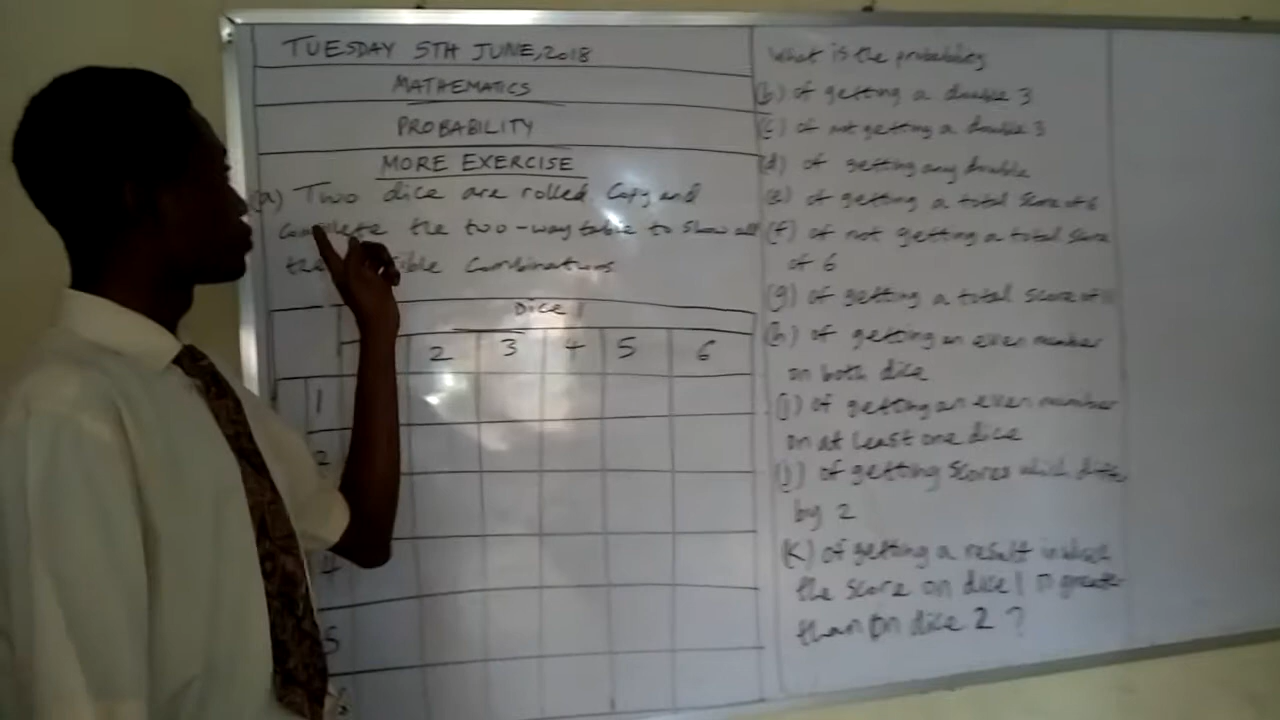 TUESDAY 5TH JUNE, 2018
MATHEMATICS
PROBABILITY
MORE EXERCISE
(a) Two dice are rolled Copy and
Complete the two-way table to show all
the Combinations
Dice 1
2 3 4 5 6
1
2
4
5
6
What is the probability
(b) of getting a double 3
(c) of not getting a double 3
(d) of getting any double
(e) of getting a total Score of 6
(f) of not getting a total Score
of 6
(g) of getting a total Score of
(h) of getting an even number
on both dice
of getting an even number
on at least one dice
(j) of getting Scores which differ
by 2
(K) of getting a result in which
the score on dice 1 is greater
than on dice 2 ?